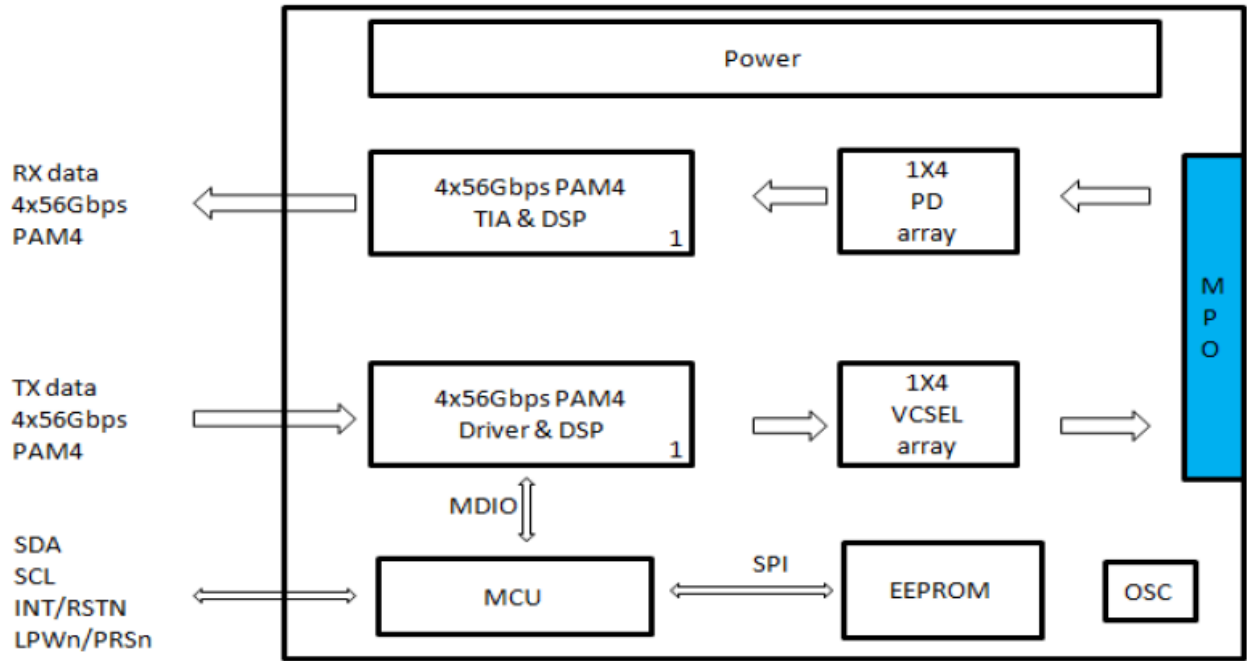 Power
RX data
4x56Gbps
PAM4
4x56Gbps PAM4
TIA & DSP
1
1X4
PD
array
M
P
O
TX data
4x56Gbps
PAM4
4x56Gbps PAM4
Driver & DSP
1
1X4
VCSEL
array
MDIO
SDA
SCL
INT/RSTN
LPWn/PRSn
MCU
SPI
EEPROM
OSC